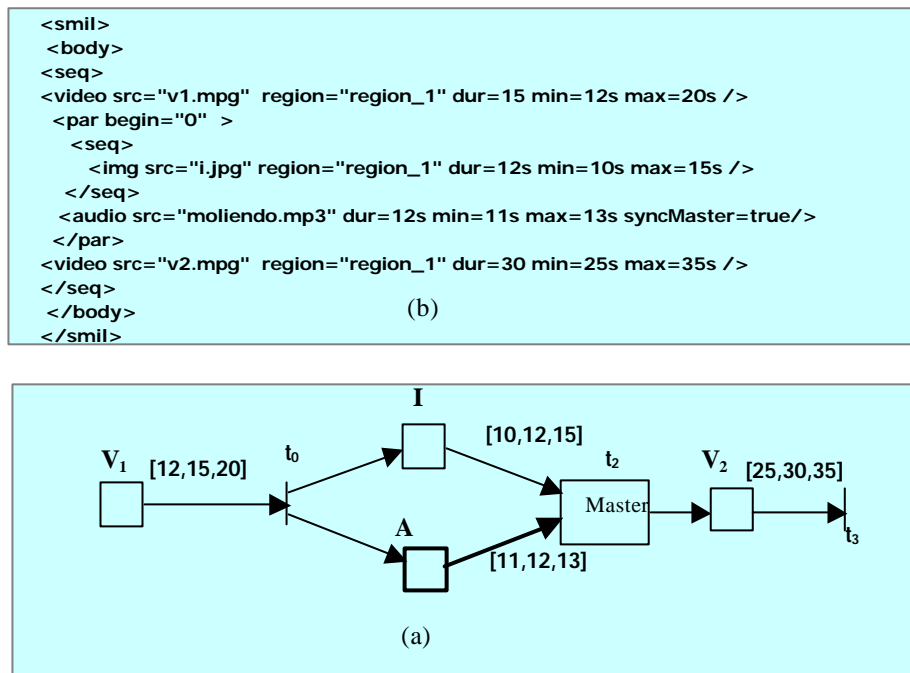 <smil>
<body>
<seq>
<video src="v1.mpg" region="region_1" dur=15 min=12s max=20s />
<par begin="0" >
<seq>
<img src="i.jpg" region="region_1" dur=12s min=10s max=15s />
</seq>
<audio src="moliendo.mp3" dur=12s min=11s max=13s syncMaster=true/>
</par>
<video src="v2.mpg" region="region_1" dur=30 min=25s max=35s />
</seq>
</body>
(b)
</smil>
I
[10,12,15]
V1 [12,15,20] t0 t2 V2 [25,30,35]
Master
A
[11,12,13]
t3
(a)